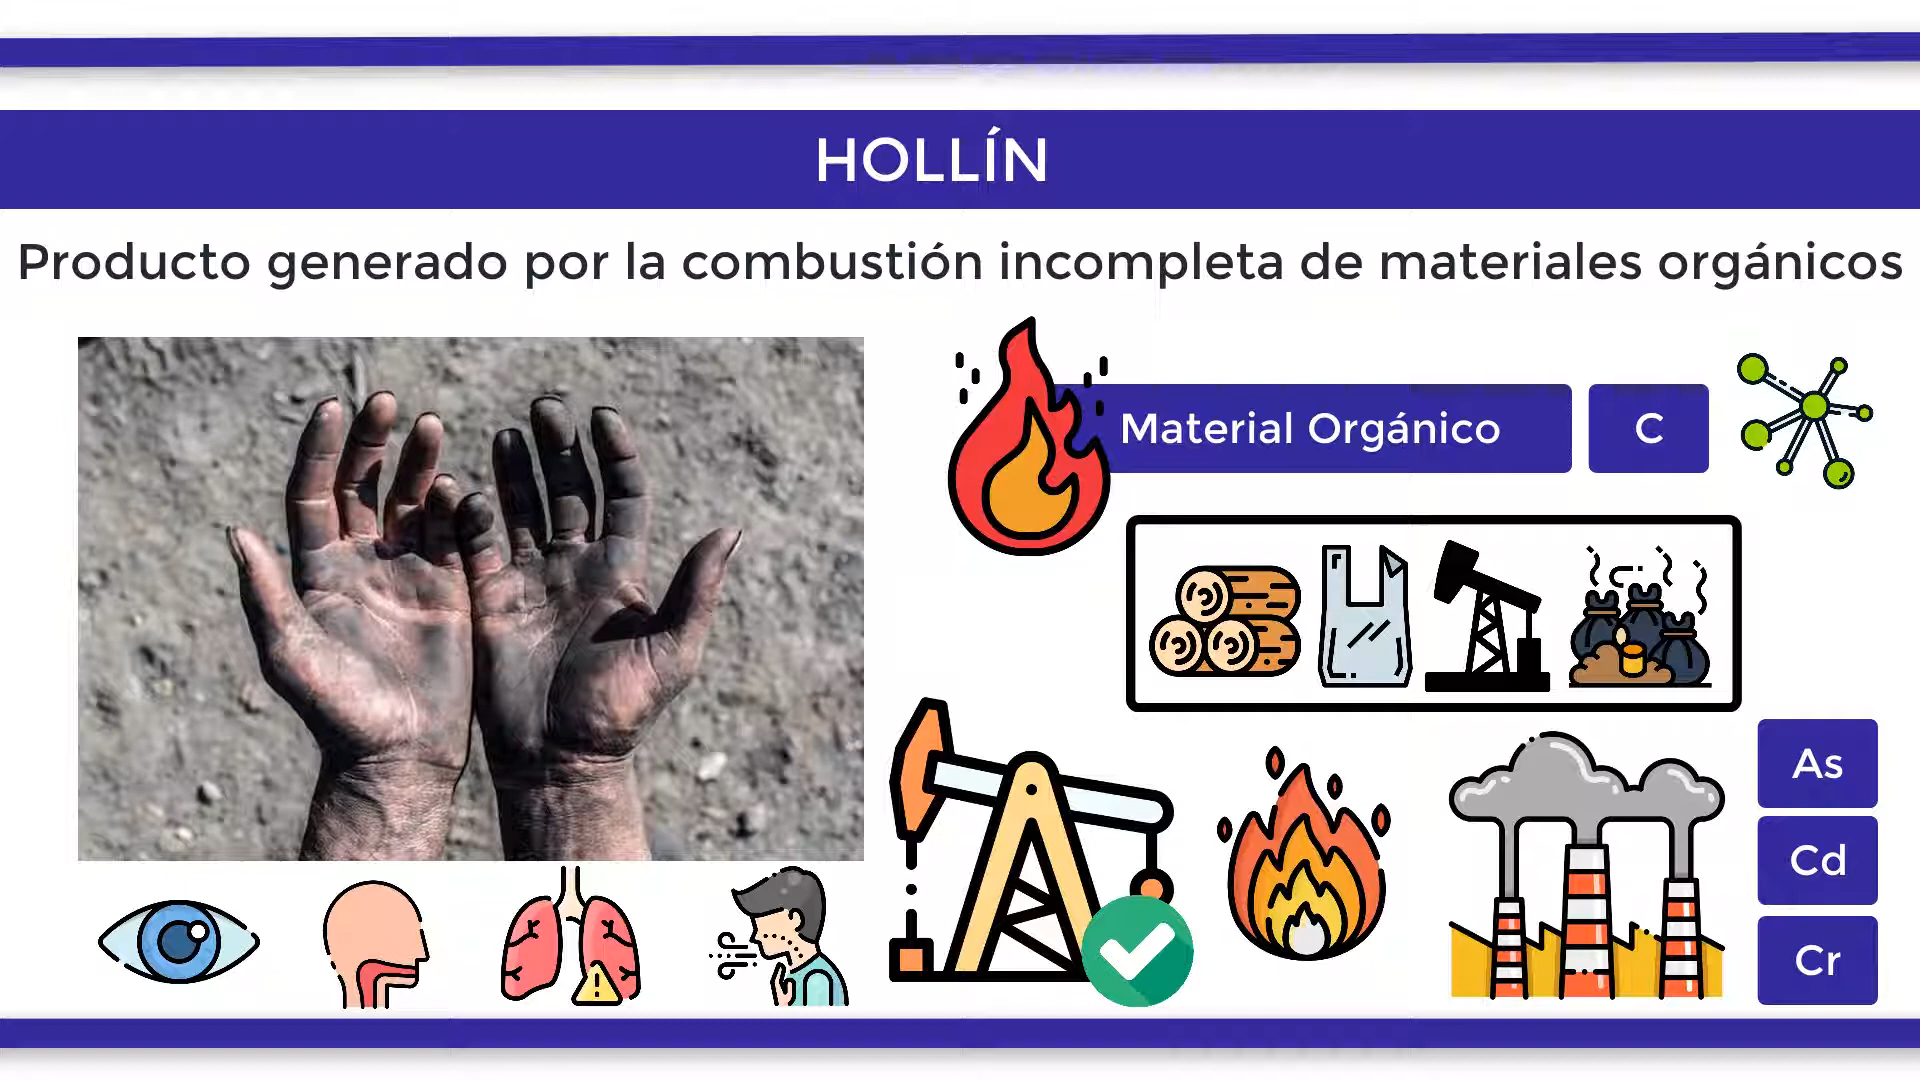 HOLLÍN
Producto generado por la combustión incompleta de materiales orgánicos
Material Orgánico
C
As
Cd
Cr